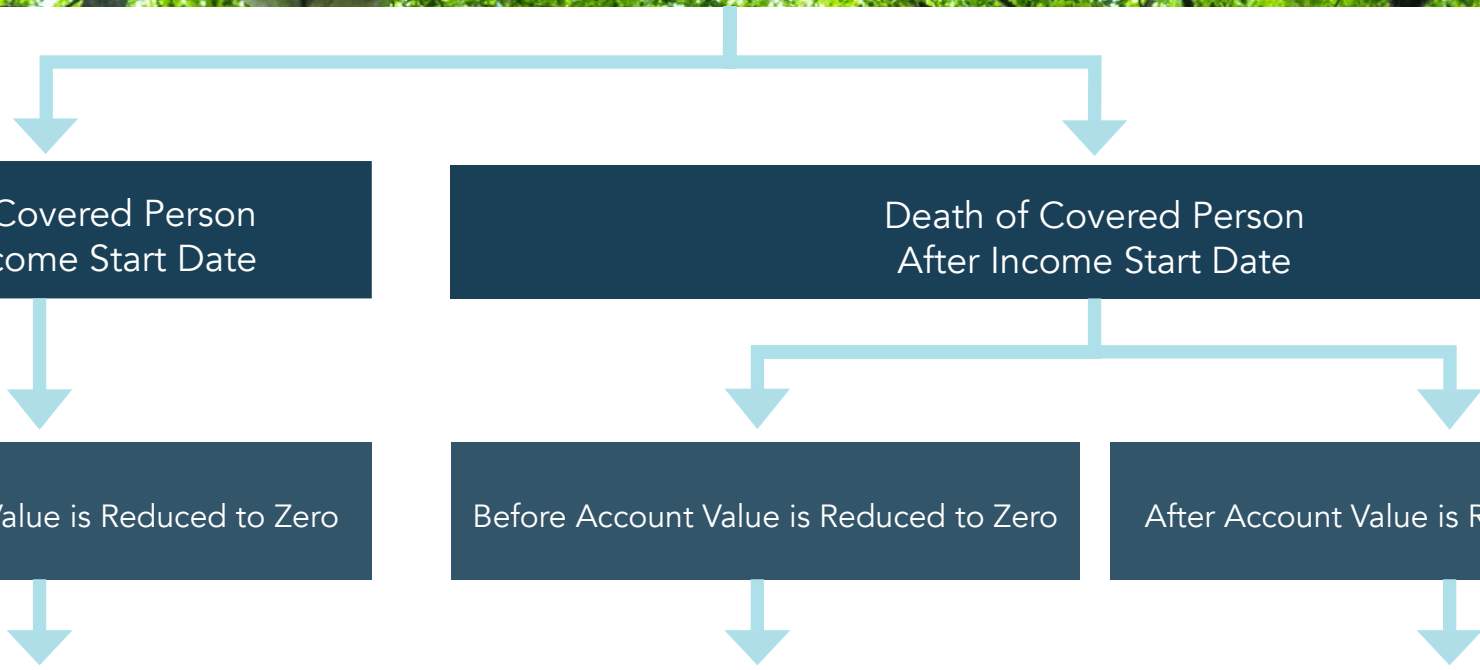 Covered Person
come Start Date
Death of Covered Person
After Income Start Date
Value is Reduced to Zero
Before Account Value is Reduced to Zero
After Account Value is R